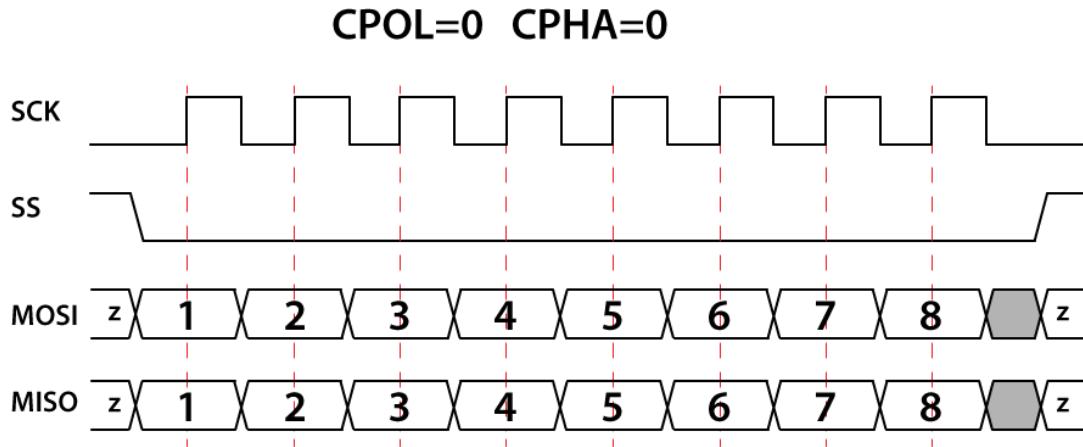 CPOL=0 CPHA=0
SCK
SS
MOSI z 1 2 3 4 5 6 7 8 z
MISO z 1 2 3 4 5 6 7 8 z